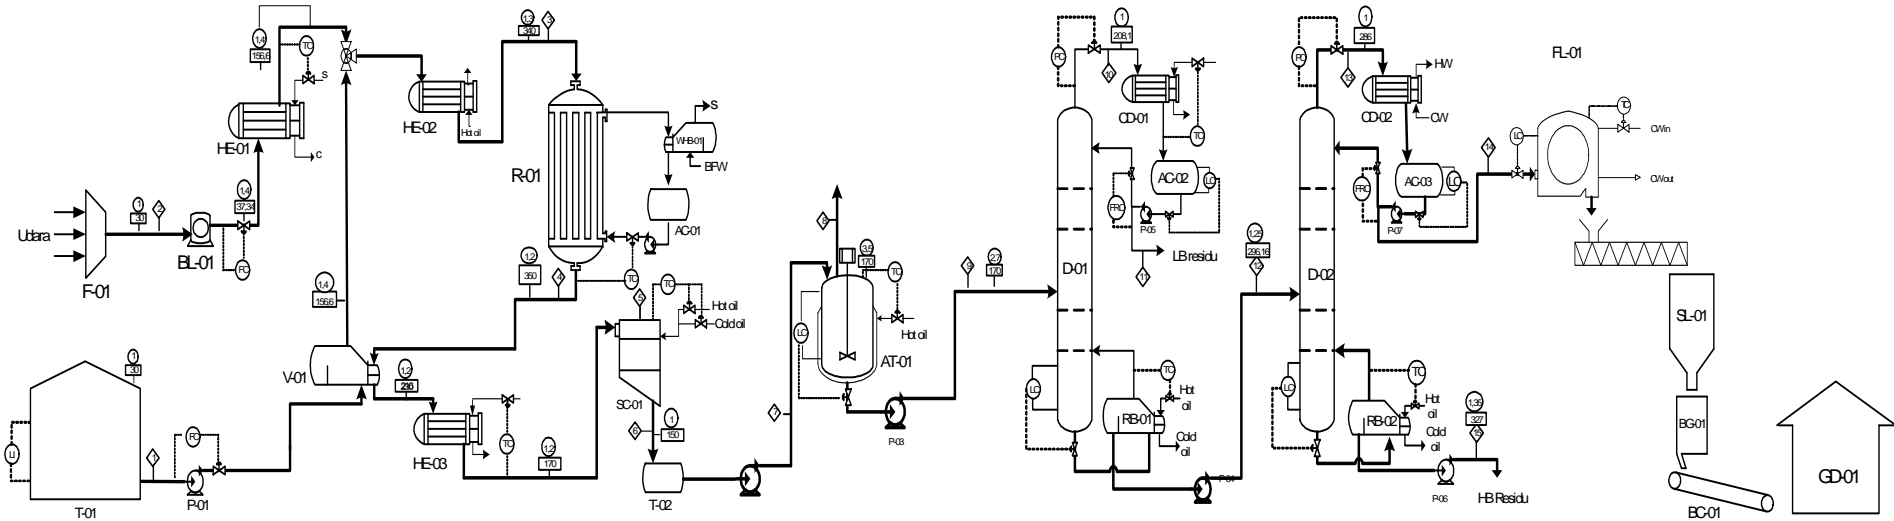 Udara
F-01
1
30
2
BL-01
1,4
37,34
FC
HE-01
1,4
156,6
TC
s
c
HE-02
Hot oil
1,3
340
3
R-01
S
WHB-01
BFW
AC-01
TC
1,2
350
4
1,4
156,6
V-01
1,2
216
T-01
LI
1
30
1
P-01
FC
HE-03
TC
1,2
170
5
TC
Hot oil
Cold oil
SC-01
6
1
150
T-02
7
8
3,5
170
TC
Hot oil
LC
AT-01
P-03
9
2,7
170
D-01
PC
1
208,1
10
CD-01
TC
AC-02
LC
FRC
P-05
LB residu
11
LC
TC
Hot
oil
RB-01
Cold
oil
1,25
296,16
12
D-02
PC
1
286
13
HW
CD-02
CW
AC-03
LC
FRC
P-07
14
LC
TC
Hot
oil
RB-02
Cold
oil
P-06
1,35
327
15
HB Residu
FL-01
LC
TC
CW in
CW out
SL-01
BG-01
BC-01
GD-01